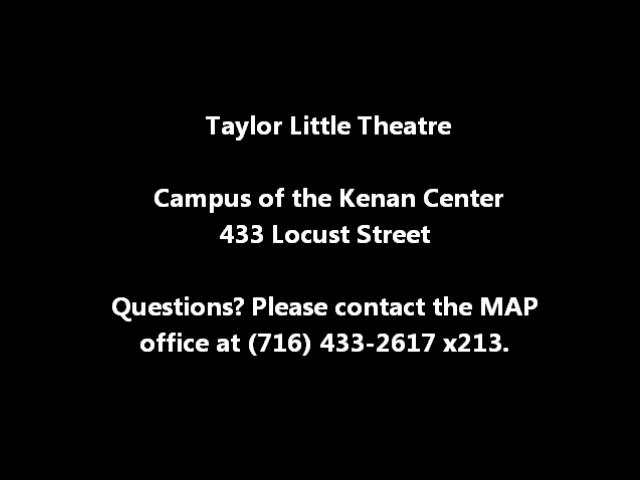 Taylor Little Theatre
Campus of the Kenan Center
433 Locust Street
Questions? Please contact the MAP
office at (716) 433-2617 x213.